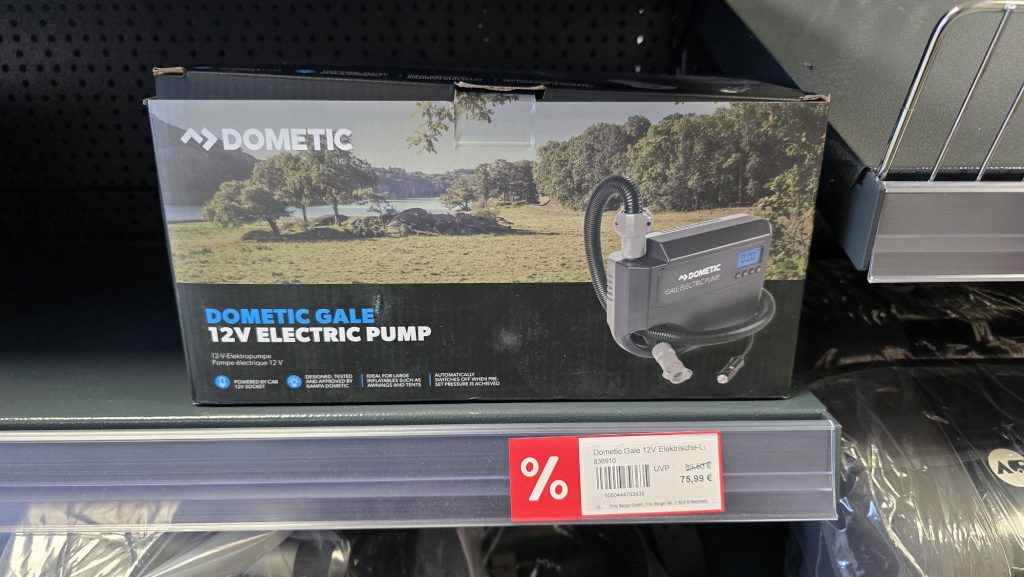 DOMETIC
DOMETIC
GALE ELECTRIC PUMP
0.00
DOMETIC GALE
12V ELECTRIC PUMP
12-V-Elektropumpe
Pompe électrique 12 V
POWERED BY CAR
12V SOCKET
DESIGNED, TESTED
AND APPROVED BY
KAMPA DOMETIC
IDEAL FOR LARGE
INFLATABLES SUCH AS
AWNINGS AND TENTS
AUTOMATICALLY
SWITCHES OFF WHEN PRE-
SET PRESSURE IS ACHIEVED
%
Dometic Gale 12V Elektrische-Li
836910
UVP
75,99 €